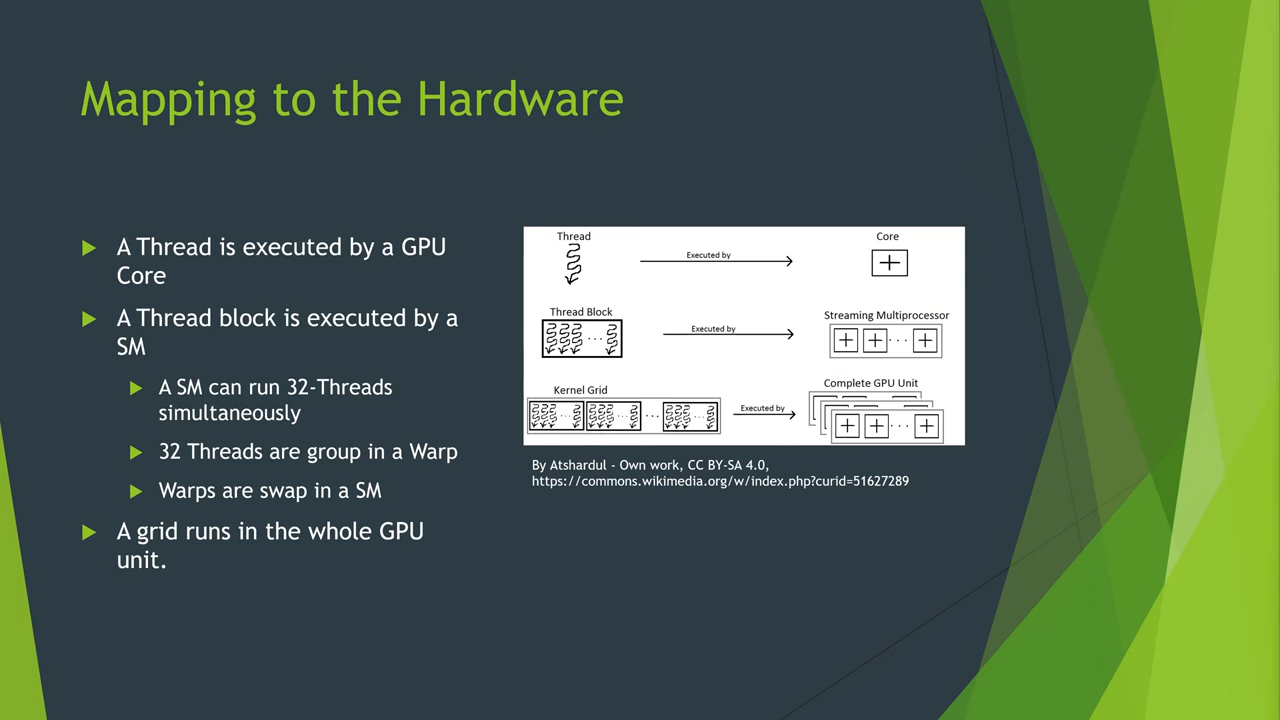 Mapping to the Hardware
A Thread is executed by a GPU
Core
A Thread block is executed by a
SM
A SM can run 32-Threads
simultaneously
32 Threads are group in a Warp
Warps are swap in a SM
A grid runs in the whole GPU
unit.
Thread
Executed by
Core
Thread Block
Executed by
Streaming Multiprocessor
Kernel Grid
Executed by
Complete GPU Unit
By Atshardul - Own work, CC BY-SA 4.0,
https://commons.wikimedia.org/w/index.php?curid=51627289